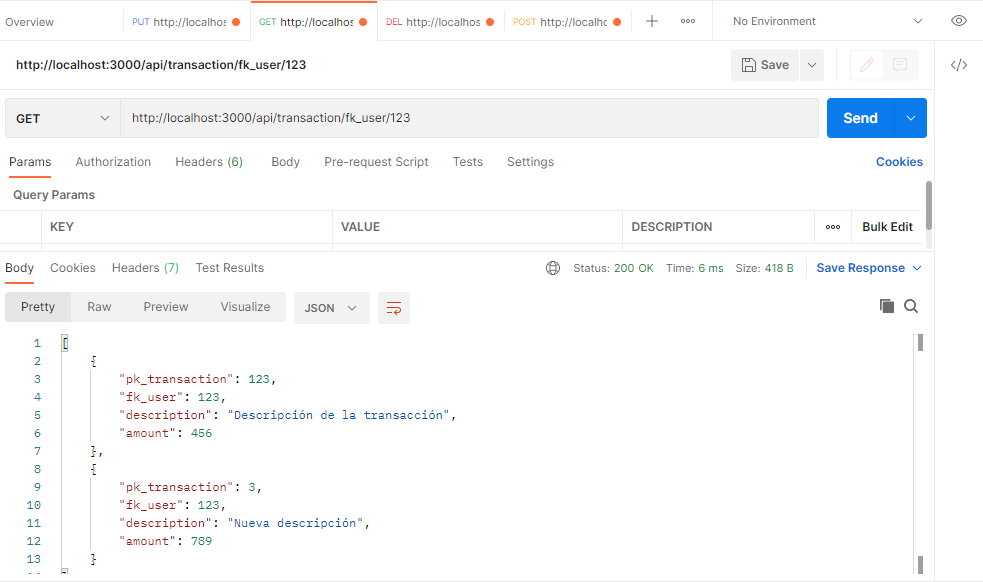 Overview PUT http://localhos GET http://localhos DEL http://localhos POST http://localhc + ooo No Environment
http://localhost:3000/api/transaction/fk_user/123 Save </>
GET http://localhost:3000/api/transaction/fk_user/123 Send
Params Authorization Headers (6) Body Pre-request Script Tests Settings Cookies
Query Params
KEY VALUE DESCRIPTION ooo Bulk Edit
Body Cookies Headers (7) Test Results Status: 200 OK Time: 6 ms Size: 418 B Save Response
Pretty Raw Preview Visualize JSON
1 [
2 {
3 "pk_transaction": 123,
4 "fk_user": 123,
5 "description": "Descripción de la transacción",
6 "amount": 456
7 },
8 {
9 "pk_transaction": 3,
10 "fk_user": 123,
11 "description": "Nueva descripción",
12 "amount": 789
13 }